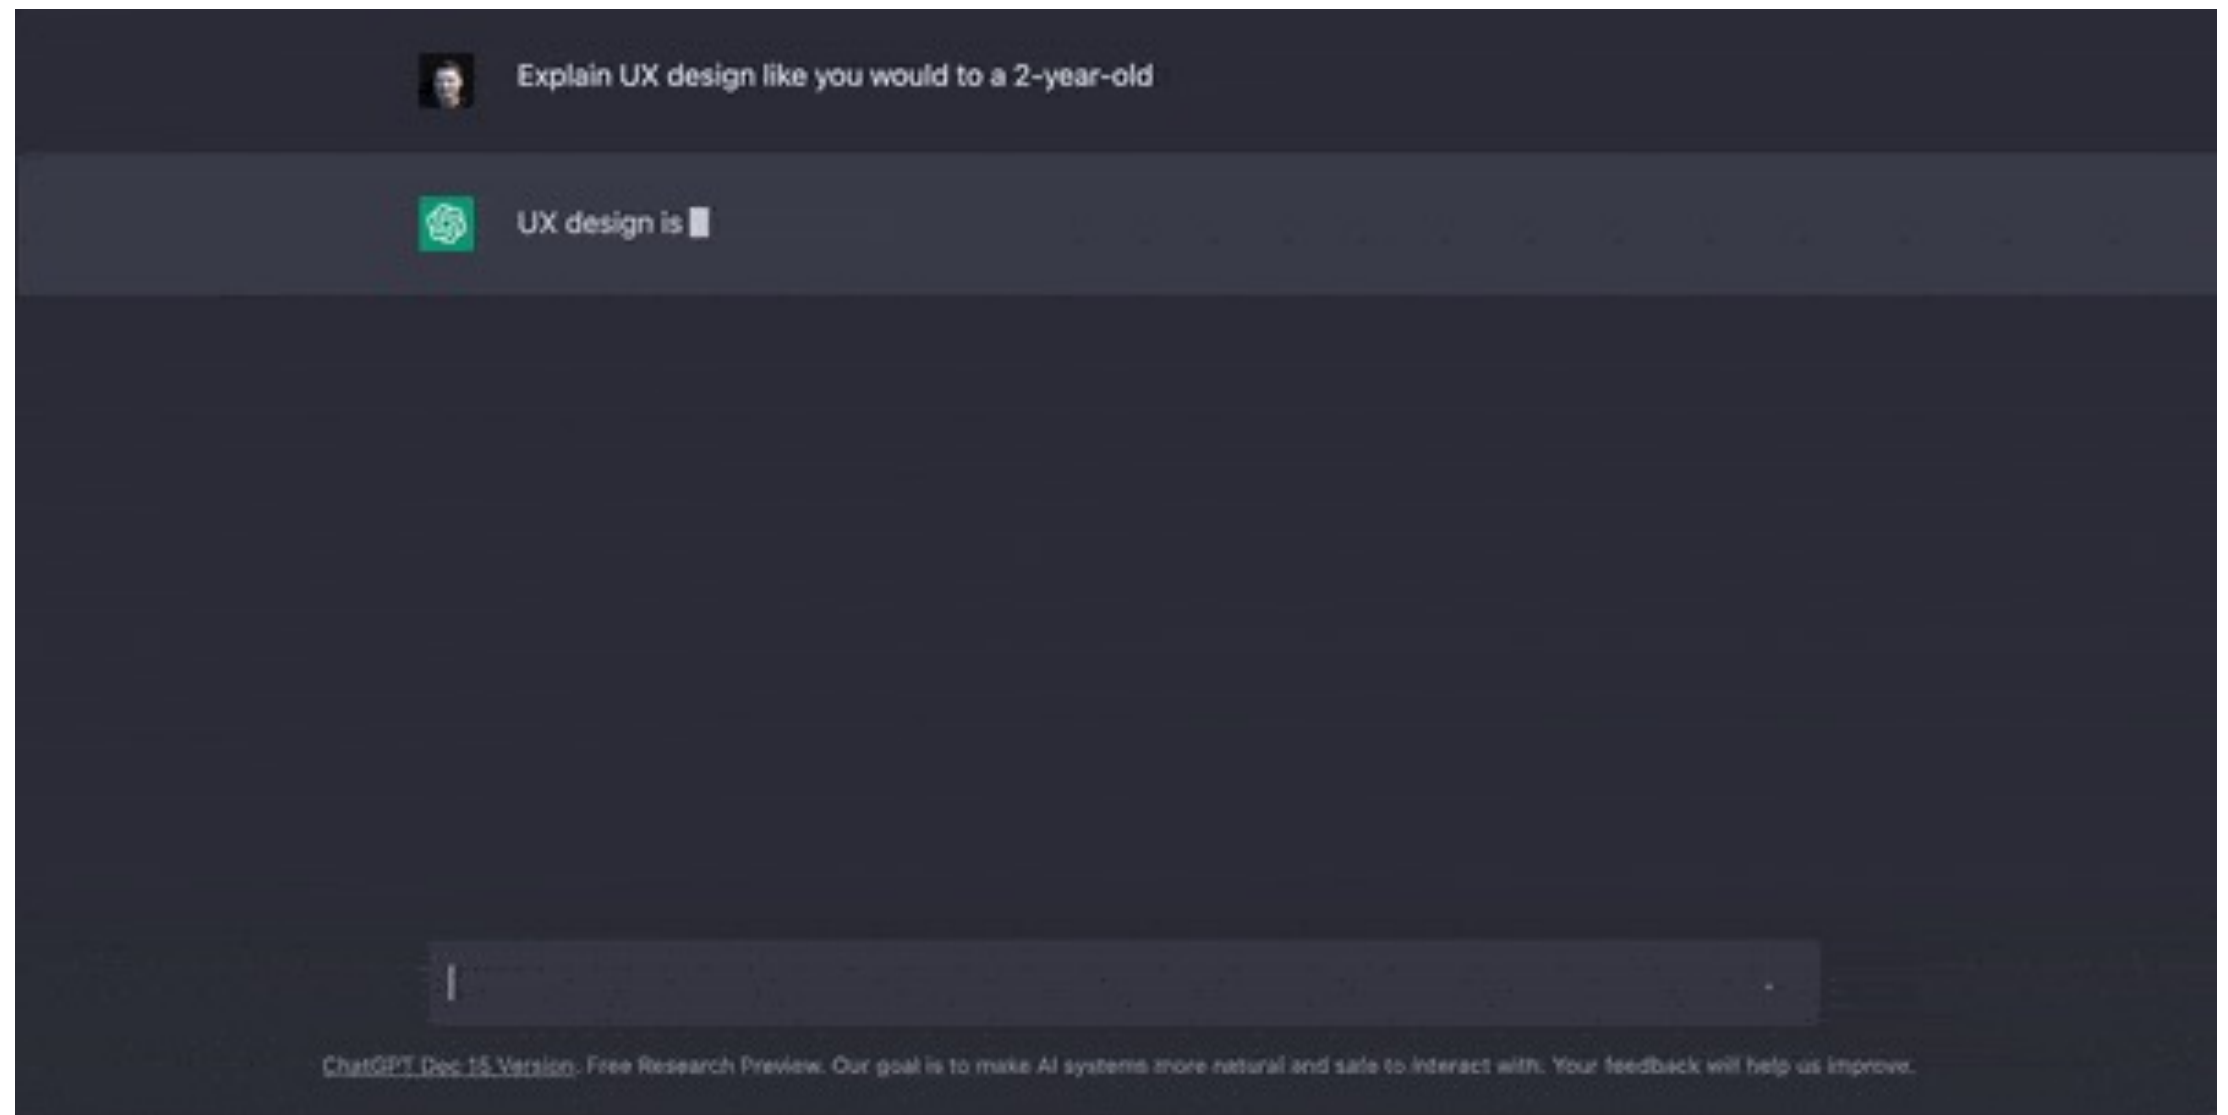 Explain UX design like you would to a 2-year-old
UX design is
ChatGPT Dec 15 Version. Free Research Preview. Our goal is to make AI systems more natural and safe to interact with. Your feedback will help us improve.